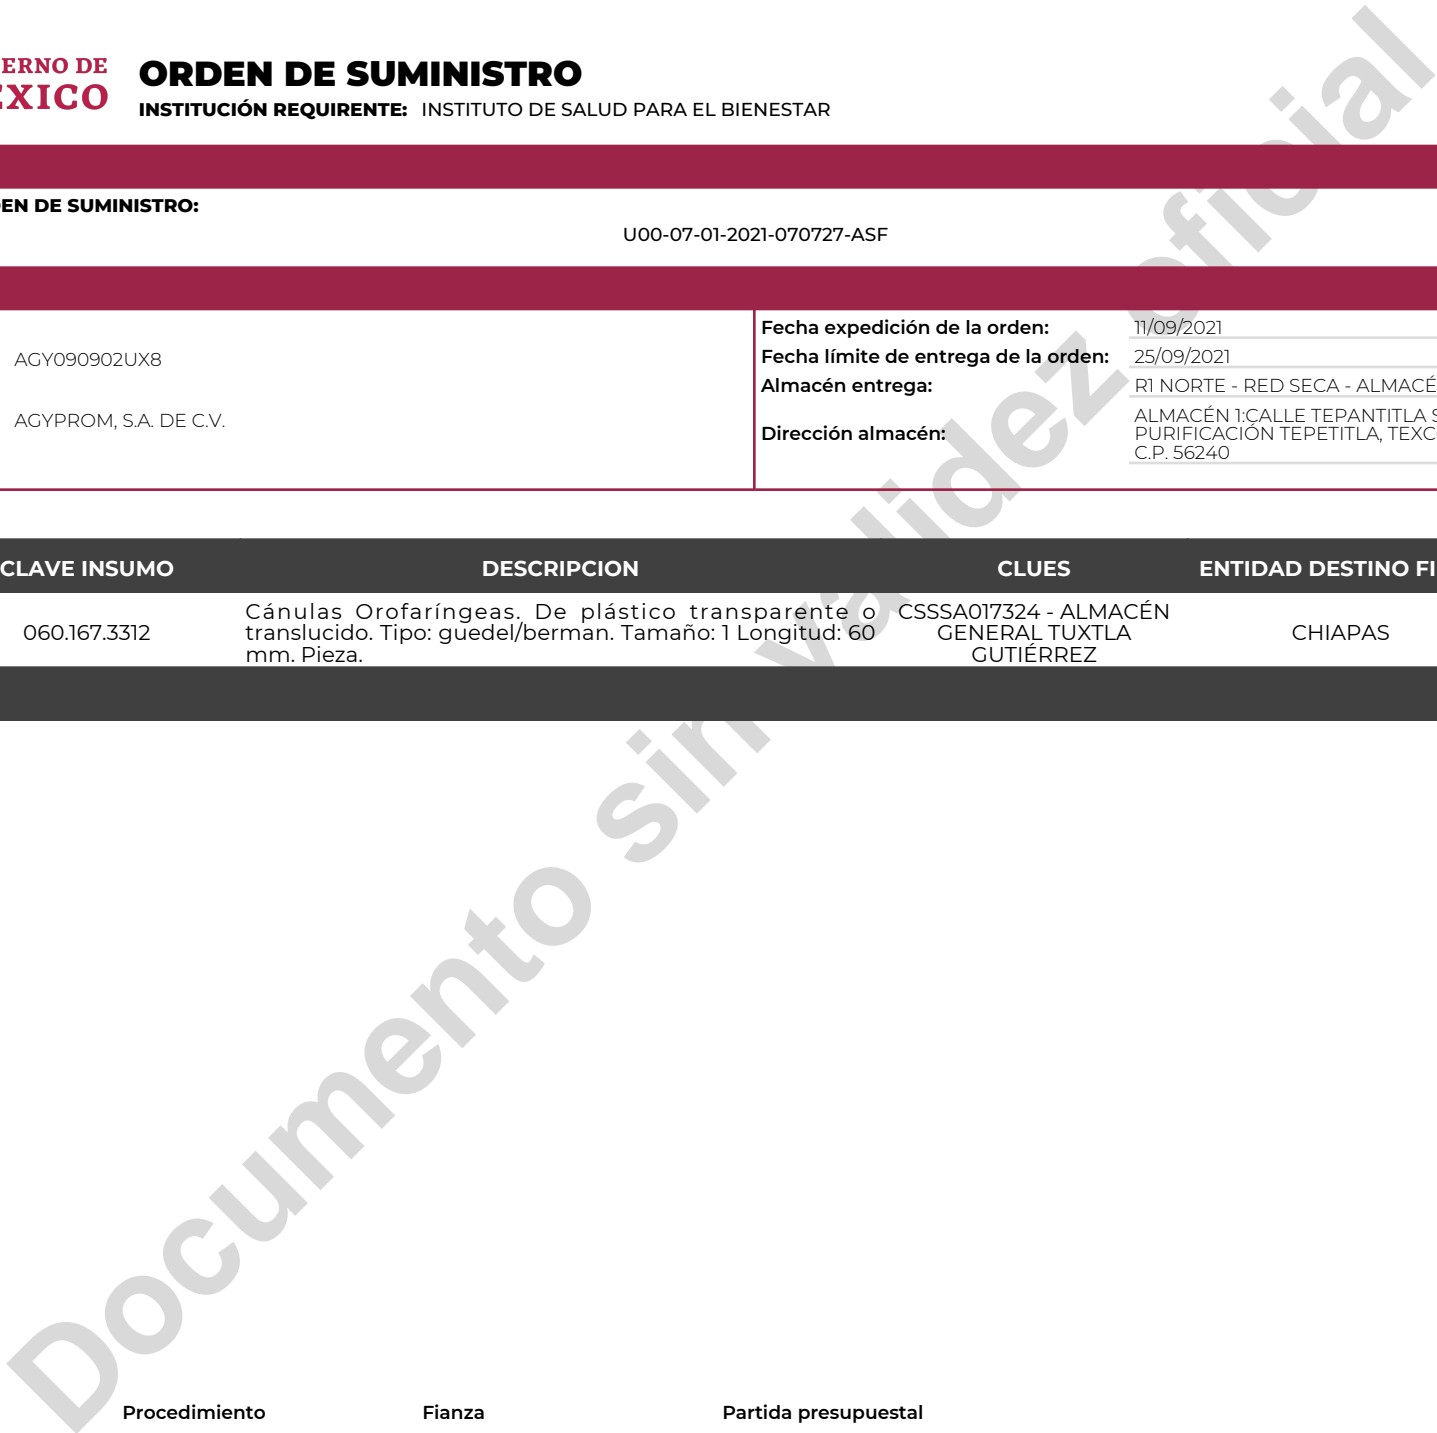 ERNO DE
EXICO
ORDEN DE SUMINISTRO
INSTITUCIÓN REQUIRENTE: INSTITUTO DE SALUD PARA EL BIENESTAR
EN DE SUMINISTRO:
U00-07-01-2021-070727-ASF
AGY090902UX8
AGYPROM, S.A. DE C.V.
Fecha expedición de la orden: 11/09/2021
Fecha límite de entrega de la orden: 25/09/2021
Almacén entrega: R1 NORTE - RED SECA - ALMACÉ
Dirección almacén:
ALMACÉN 1:CALLE TEPANTITLA S
PURIFICACIÓN TEPETITLA, TEXC
C.P. 56240
CLAVE INSUMO DESCRIPCION CLUES ENTIDAD DESTINO FI
060.167.3312
Cánulas Orofaríngeas. De plástico transparente o
translucido. Tipo: guedel/berman. Tamaño: 1 Longitud: 60
mm. Pieza.
CSSSA017324 - ALMACÉN
GENERAL TUXTLA
GUTIÉRREZ
CHIAPAS
Documento sin validez oficial
Procedimiento Fianza Partida presupuestal